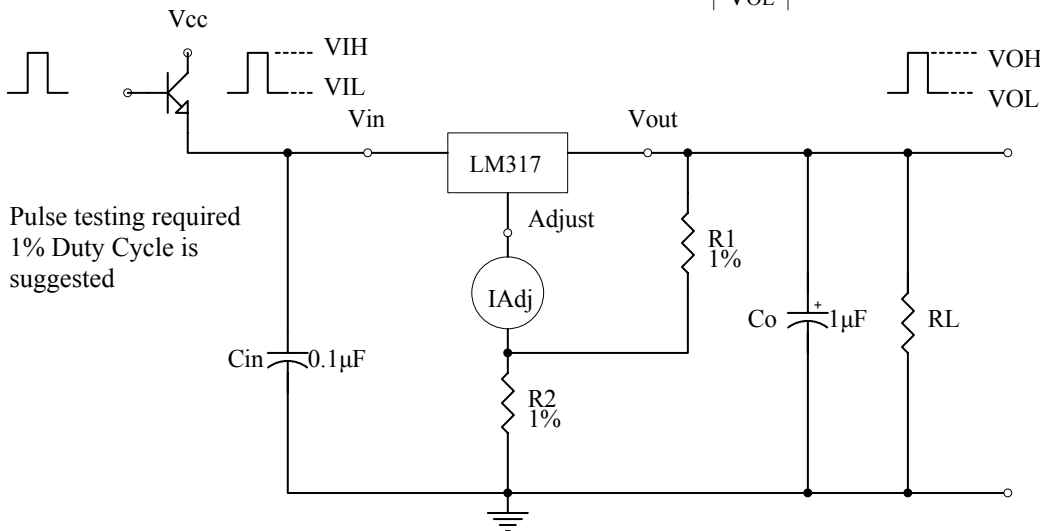 VOL
Vcc
VIH
VIL
VOH
VOL
Vin
Vout
LM317
Adjust
Pulse testing required
1% Duty Cycle is
suggested
R1
1%
IAdj
Cin
0.1µF
Co
+
1µF
RL
R2
1%